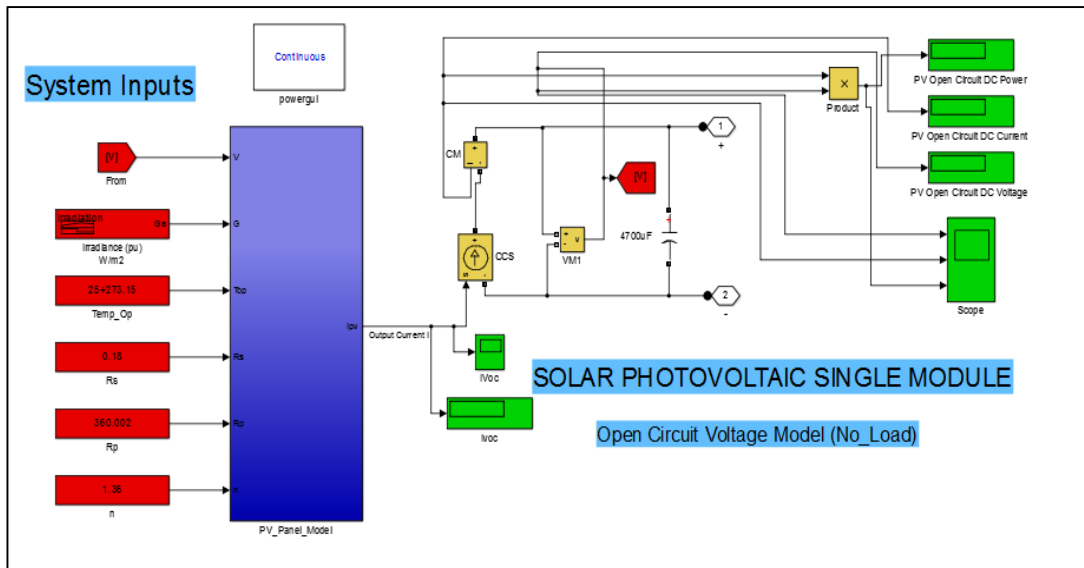 System Inputs
Continuous
powergui
[V]
From
Irradiation
Gs
Irradiance (pu)
W/m2
25+273.15
Temp_Op
0.18
Rs
360.002
Rp
1.36
n
V
G
Top
Rs
Rp
n
Ipv
PV_Panel_Model
Output Current I
CM
CCS
S
VM1
v
[V]
4700uF
1
+
2
-
×
Product
PV Open Circuit DC Power
PV Open Circuit DC Current
PV Open Circuit DC Voltage
Scope
IVoc
Ivoc
SOLAR PHOTOVOLTAIC SINGLE MODULE
Open Circuit Voltage Model (No_Load)